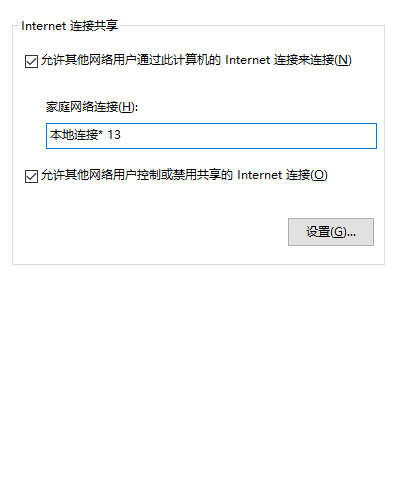 Internet 连接共享
允许其他网络用户通过此计算机的 Internet 连接来连接(N)
家庭网络连接(H):
本地连接* 13
允许其他网络用户控制或禁用共享的 Internet 连接(O)
设置(G)...